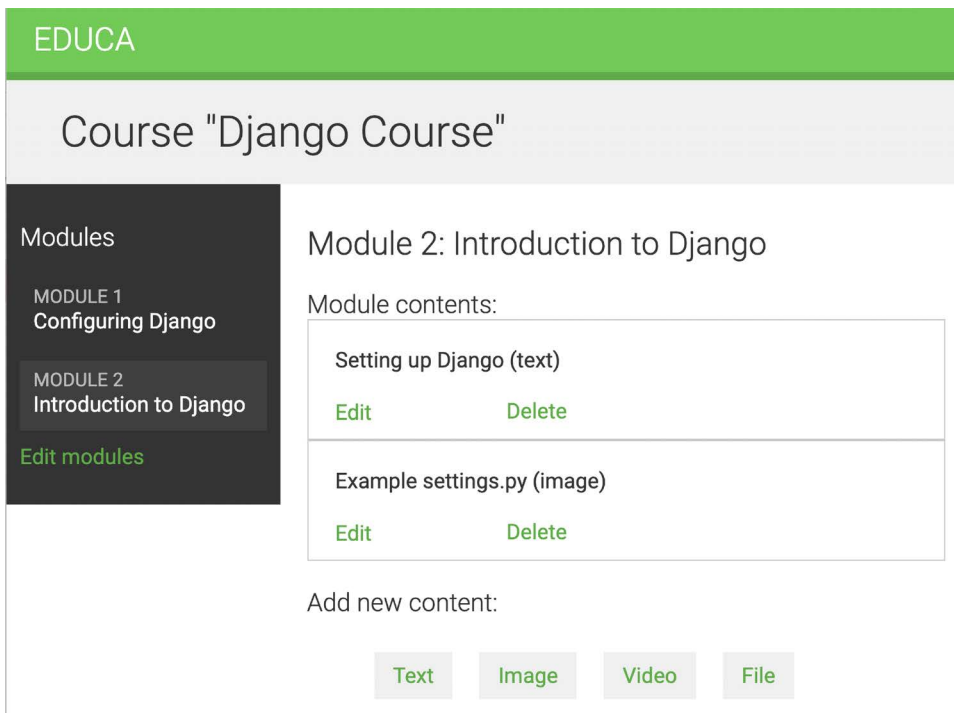 EDUCA
Course "Django Course"
Modules
MODULE 1
Configuring Django
MODULE 2
Introduction to Django
Edit modules
Module 2: Introduction to Django
Module contents:
Setting up Django (text)
Edit Delete
Example settings.py (image)
Edit Delete
Add new content:
Text Image Video File